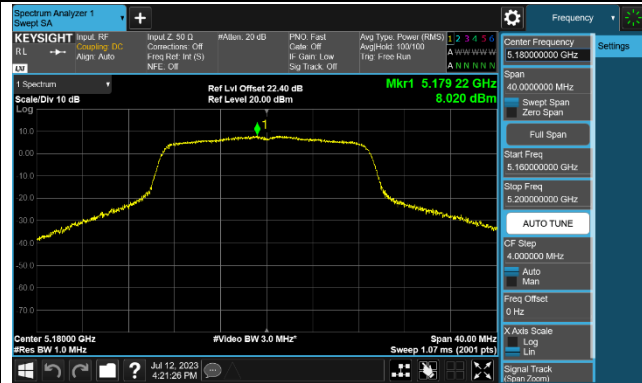 Spectrum Analyzer 1
Swept SA
Frequency
KEYSIGHT
RL
LXI
Input: RF
Coupling: DC
Align: Auto
Input Z: 50 Ω
Corrections: Off
Freq Ref: Int (S)
NFE: Off
#Atten: 20 dB
PNO: Fast
Gate: Off
IF Gain: Low
Sig Track: Off
Avg Type: Power (RMS)
Avg|Hold: 100/100
Trig: Free Run
1 2 3 4 5 6
A W W W W W
A N N N N N
1 Spectrum
Scale/Div 10 dB
Log
Ref Lvl Offset 22.40 dB
Ref Level 20.00 dBm
Mkr1 5.179 22 GHz
8.020 dBm
1
10.0
0.00
-10.0
-20.0
-30.0
-40.0
-50.0
-60.0
-70.0
Center 5.18000 GHz
#Res BW 1.0 MHz
#Video BW 3.0 MHz*
Span 40.00 MHz
Sweep 1.07 ms (2001 pts)
Jul 12, 2023
4:21:26 PM
Center Frequency
5.180000000 GHz
Settings
Span
40.0000000 MHz
Swept Span
Zero Span
Full Span
Start Freq
5.160000000 GHz
Stop Freq
5.200000000 GHz
AUTO TUNE
CF Step
4.000000 MHz
Auto
Man
Freq Offset
0 Hz
X Axis Scale
Log
Lin
Signal Track
(Span Zoom)